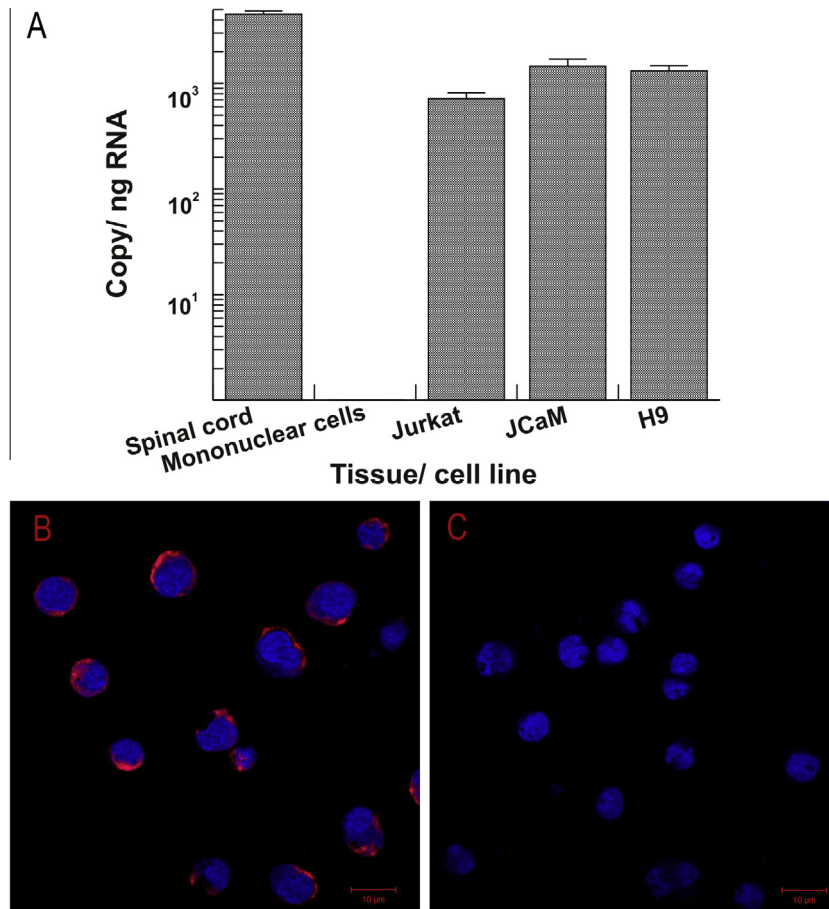 A
Copy/ ng RNA
10³
10²
10¹
Spinal cord
Mononuclear cells
Jurkat
JCaM
H9
Tissue/ cell line
B
C
10 µm
10 µm